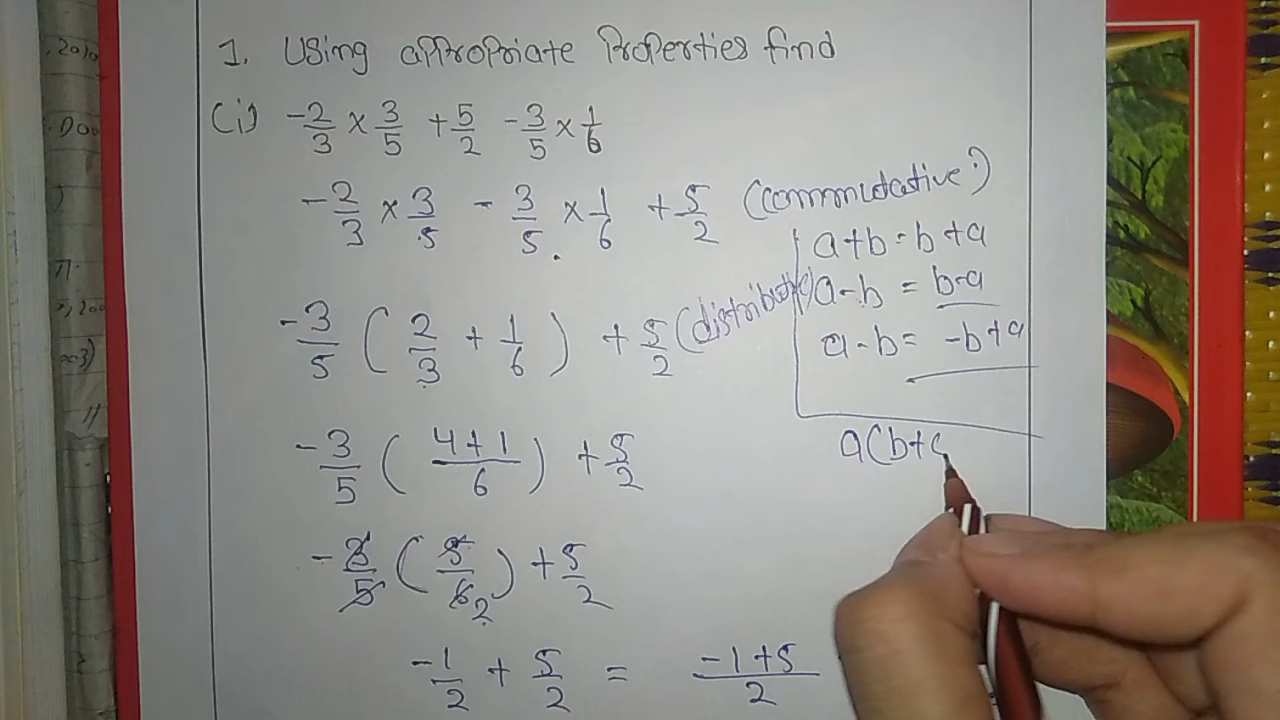 1. Using appropriate Properties find
(i) -2/3 × 3/5 + 5/2 - 3/5 × 1/6
-2/3 × 3/5 - 3/5 × 1/6 + 5/2 (commutative)
a+b = b+a
a-b = b-a
a-b = -b+a
-3/5 ( 2/3 + 1/6 ) + 5/2 (distributive)
-3/5 ( 4+1/6 ) + 5/2
a(b+c
-3/5 ( 5/6 2 ) + 5/2
-1/2 + 5/2 = -1+5/2